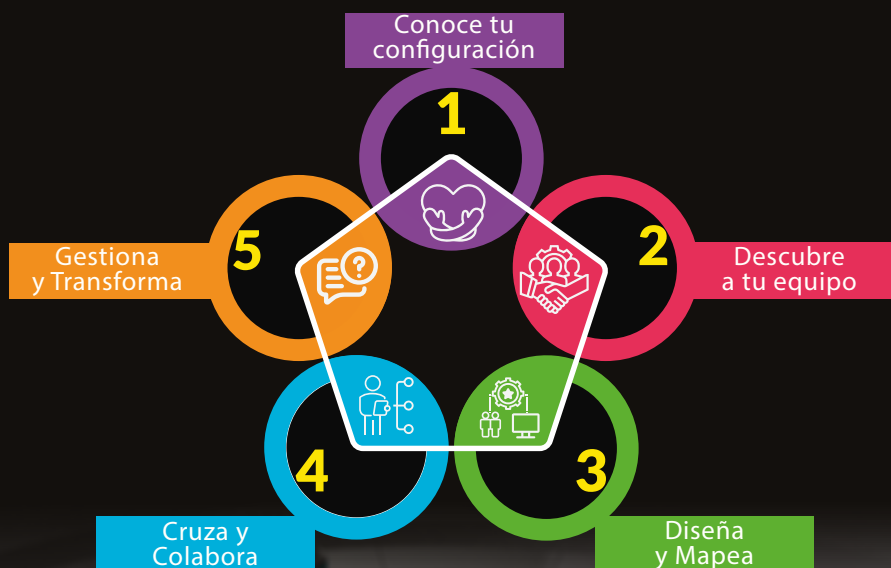 Conoce tu
configuración
1
2
Descubre
a tu equipo
3
Diseña
y Mapea
4
Cruza y
Colabora
5
Gestiona
y Transforma
?